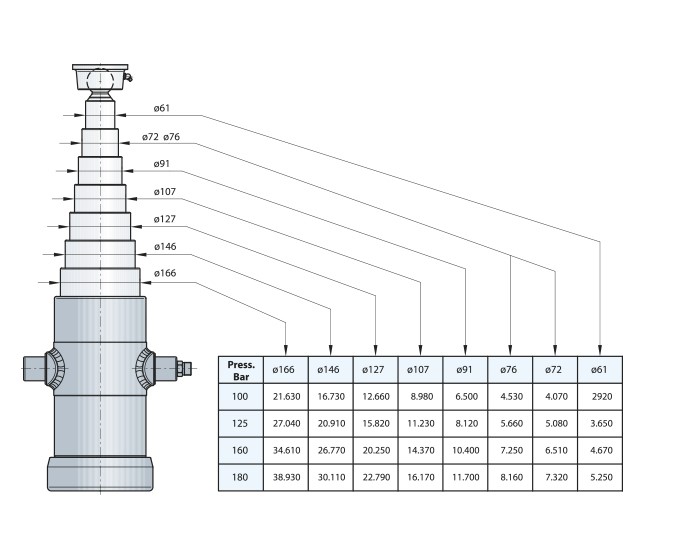 ø61
ø72 ø76
ø91
ø107
ø127
ø146
ø166
Press. Bar ø166 ø146 ø127 ø107 ø91 ø76 ø72 ø61
100 21.630 16.730 12.660 8.980 6.500 4.530 4.070 2920
125 27.040 20.910 15.820 11.230 8.120 5.660 5.080 3.650
160 34.610 26.770 20.250 14.370 10.400 7.250 6.510 4.670
180 38.930 30.110 22.790 16.170 11.700 8.160 7.320 5.250